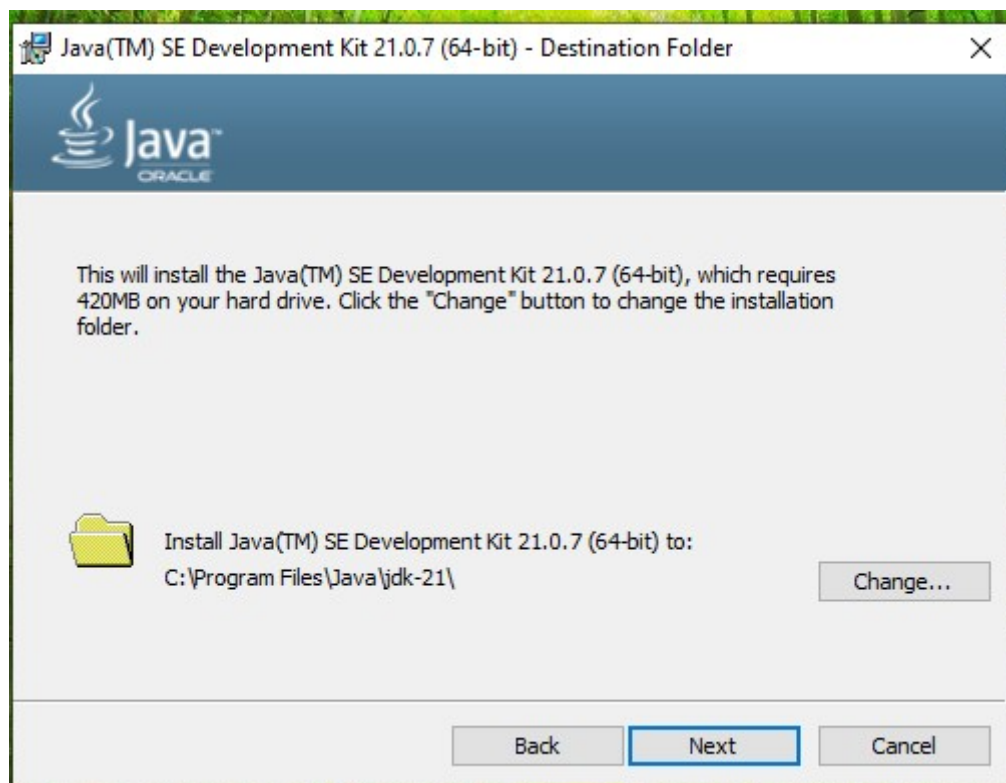 Java(TM) SE Development Kit 21.0.7 (64-bit) - Destination Folder
Java™
ORACLE
This will install the Java(TM) SE Development Kit 21.0.7 (64-bit), which requires
420MB on your hard drive. Click the "Change" button to change the installation
folder.
Install Java(TM) SE Development Kit 21.0.7 (64-bit) to:
C:\Program Files\Java\jdk-21\
Change...
Back
Next
Cancel